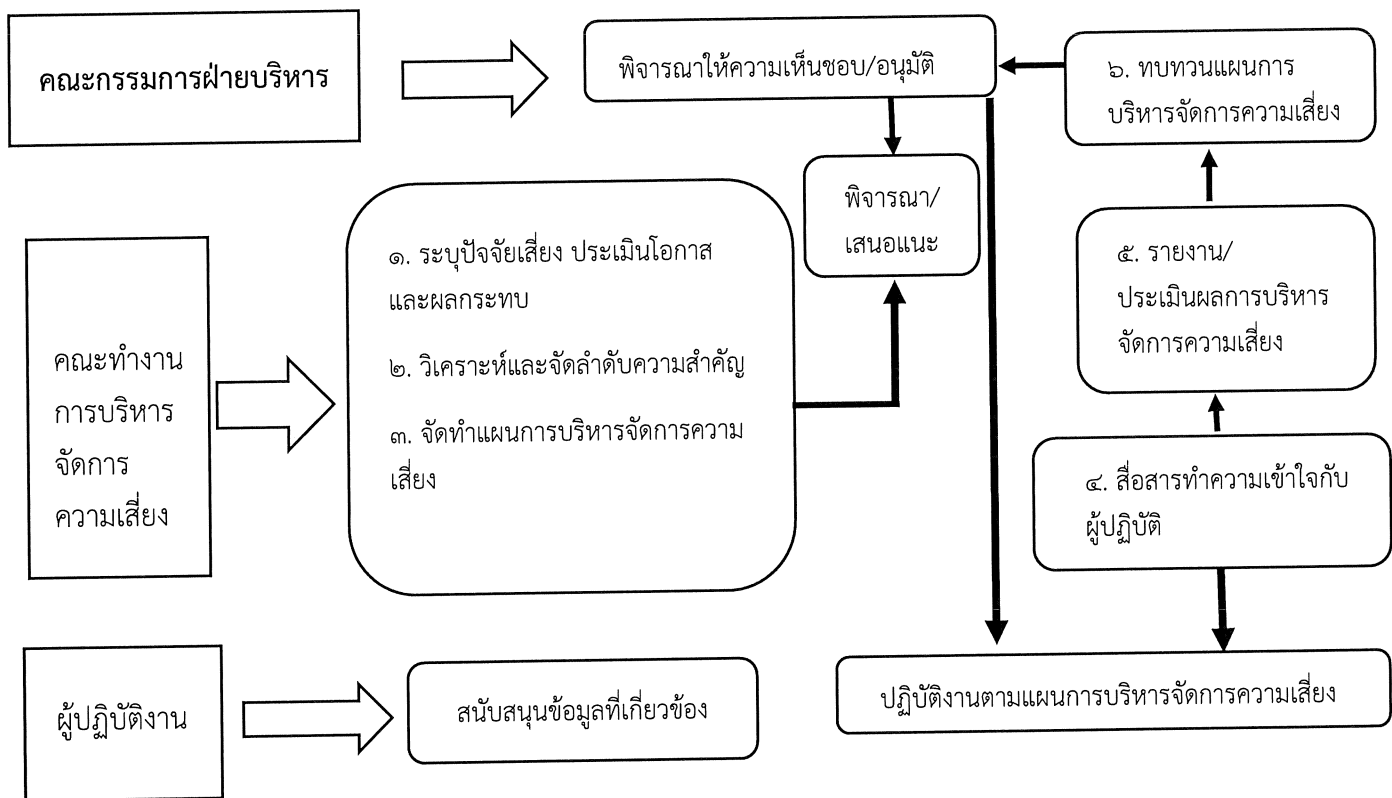 คณะกรรมการฝ่ายบริหาร
พิจารณาให้ความเห็นชอบ/อนุมัติ
๖. ทบทวนแผนการ
บริหารจัดการความเสี่ยง
พิจารณา/
เสนอแนะ
๕. รายงาน/
ประเมินผลการบริหาร
จัดการความเสี่ยง
คณะทำงาน
การบริหาร
จัดการ
ความเสี่ยง
๑. ระบุปัจจัยเสี่ยง ประเมินโอกาส
และผลกระทบ
๒. วิเคราะห์และจัดลำดับความสำคัญ
๓. จัดทำแผนการบริหารจัดการความ
เสี่ยง
๔. สื่อสารทำความเข้าใจกับ
ผู้ปฏิบัติ
ผู้ปฏิบัติงาน
สนับสนุนข้อมูลที่เกี่ยวข้อง
ปฏิบัติงานตามแผนการบริหารจัดการความเสี่ยง